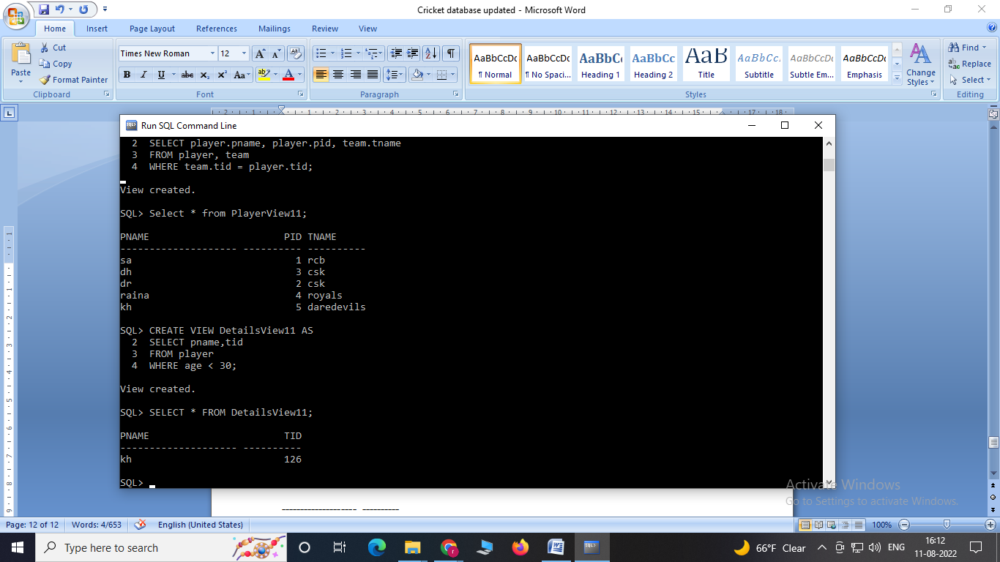 Cricket database updated - Microsoft Word
Home Insert Page Layout References Mailings Review View
Paste
Cut
Copy
Format Painter
Clipboard
Times New Roman 12
B I U abc x₂ x² Aa
Font
Paragraph
AaBbCcDc AaBbCcDc AaBbC AaBbCc AaB AaBbCc. AaBbCcDc AaBbCcDc
¶ Normal ¶ No Spaci... Heading 1 Heading 2 Title Subtitle Subtle Em... Emphasis
Change
Styles
Styles
Find
Replace
Select
Editing
Run SQL Command Line
2 SELECT player.pname, player.pid, team.tname
3 FROM player, team
4 WHERE team.tid = player.tid;
View created.
SQL> Select * from PlayerView11;
PNAME PID TNAME
-------------------- ---------- ----------
sa 1 rcb
dh 3 csk
dr 2 csk
raina 4 royals
kh 5 daredevils
SQL> CREATE VIEW DetailsView11 AS
2 SELECT pname,tid
3 FROM player
4 WHERE age < 30;
View created.
SQL> SELECT * FROM DetailsView11;
PNAME TID
-------------------- ----------
kh 126
SQL>
Activate Windows
Go to Settings to activate Windows.
-------------------- ----------
Page: 12 of 12 Words: 4/653 English (United States) 100%
Type here to search
66°F Clear ENG 16:12
11-08-2022